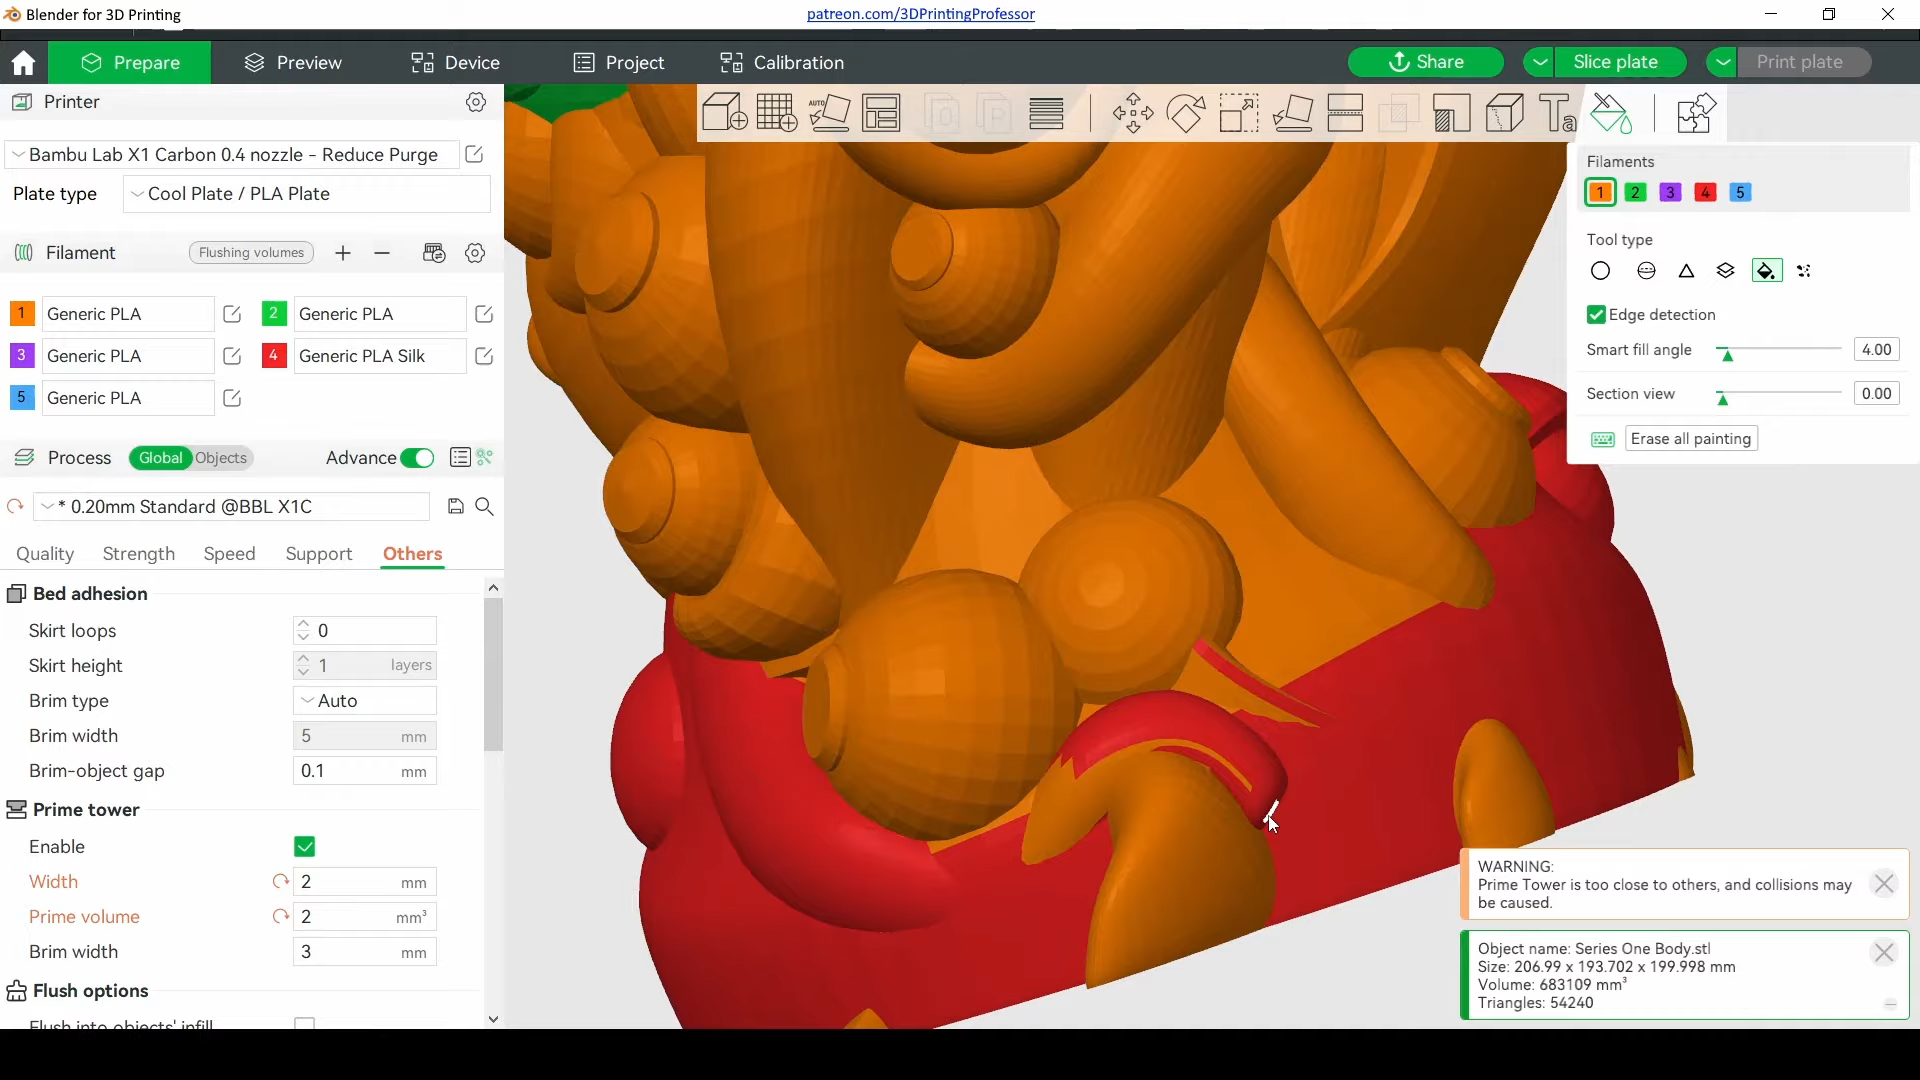 Blender for 3D Printing
patreon.com/3DPrintingProfessor
Prepare
Preview
Device
Project
Calibration
Share
Slice plate
Print plate
Printer
Bambu Lab X1 Carbon 0.4 nozzle - Reduce Purge
Plate type
Cool Plate / PLA Plate
Filament
Flushing volumes
1 Generic PLA
2 Generic PLA
3 Generic PLA
4 Generic PLA Silk
5 Generic PLA
Process
Global
Objects
Advance
* 0.20mm Standard @BBL X1C
Quality
Strength
Speed
Support
Others
Bed adhesion
Skirt loops 0
Skirt height 1 layers
Brim type Auto
Brim width 5 mm
Brim-object gap 0.1 mm
Prime tower
Enable
Width 2 mm
Prime volume 2 mm³
Brim width 3 mm
Flush options
Flush into objects' infill
AUTO
Ta
Filaments
1 2 3 4 5
Tool type
Edge detection
Smart fill angle 4.00
Section view 0.00
Erase all painting
WARNING:
Prime Tower is too close to others, and collisions may
be caused.
Object name: Series One Body.stl
Size: 206.99 x 193.702 x 199.998 mm
Volume: 683109 mm³
Triangles: 54240